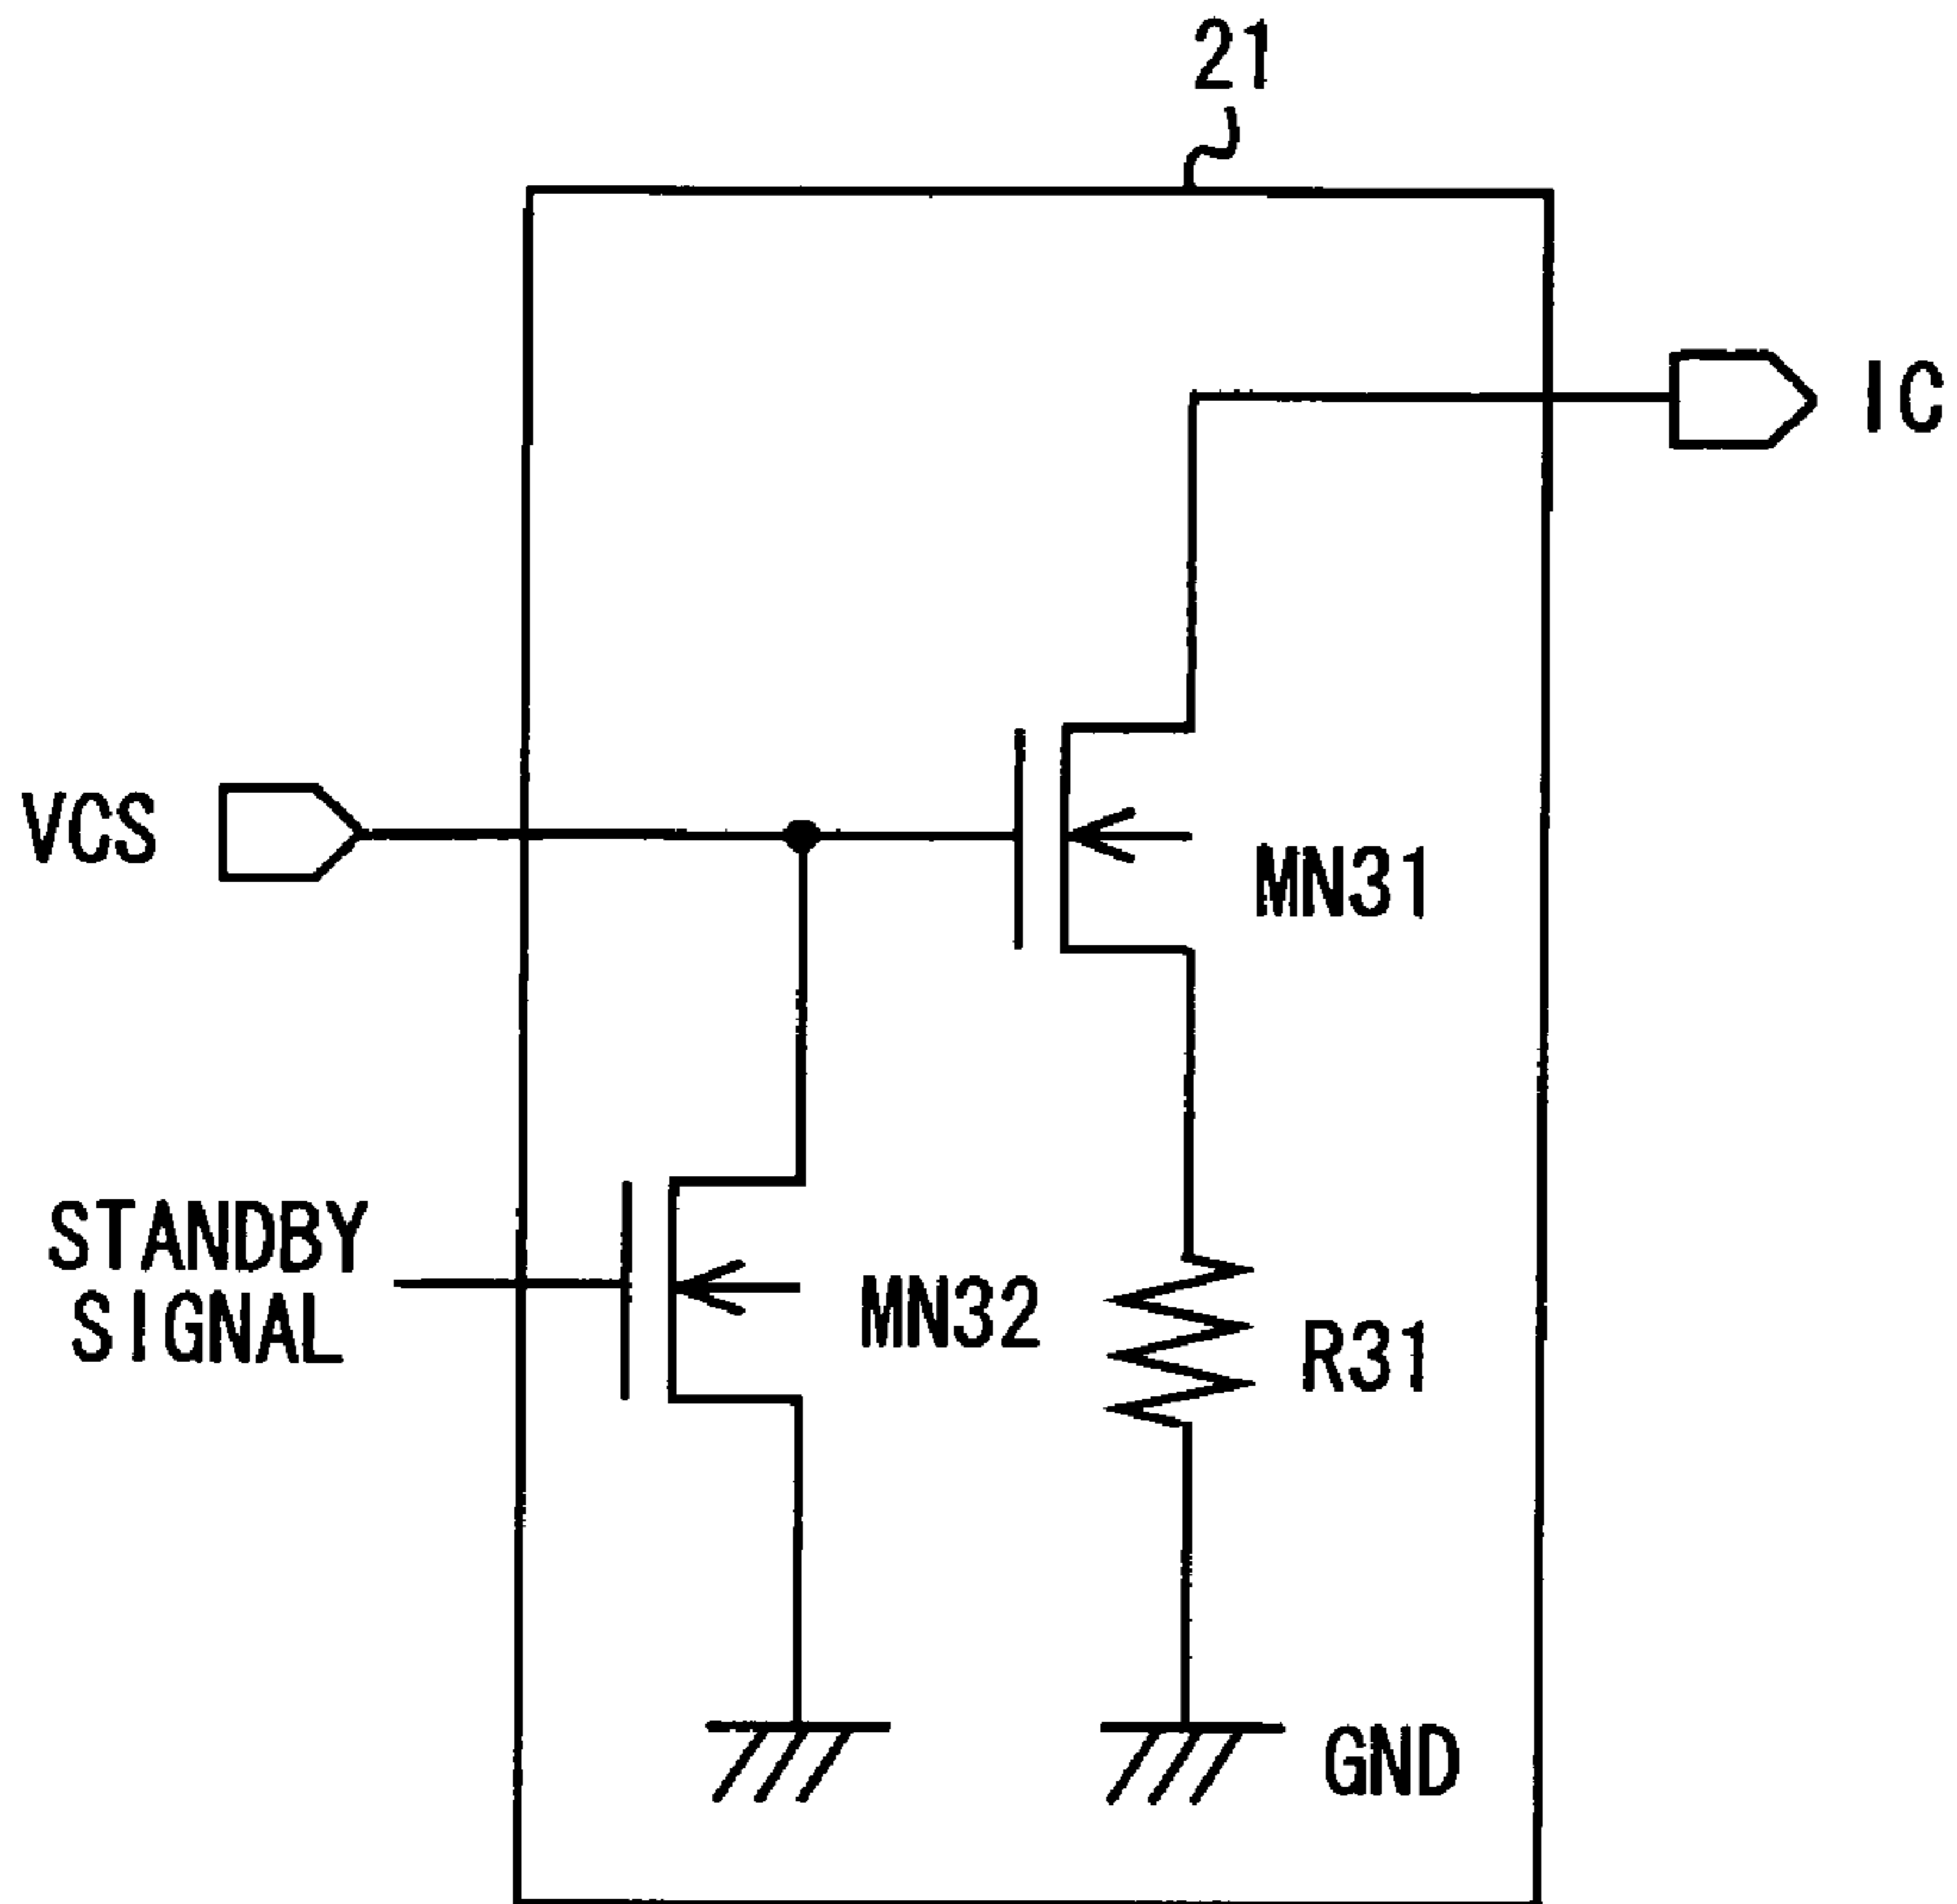 21
IC
VCS
MN31
STANDBY
SIGNAL
MN32
R31
GND